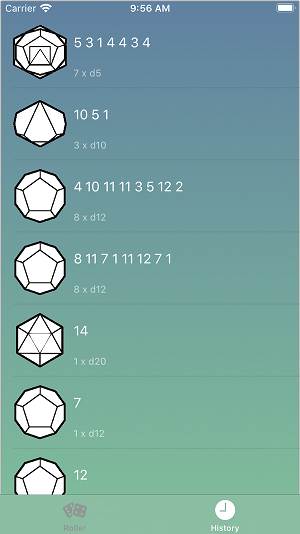 Carrier 9:56 AM
5 3 1 4 4 3 4
7 x d5
10 5 1
3 x d10
4 10 11 11 3 5 12 2
8 x d12
8 11 7 1 11 12 7 1
8 x d12
14
1 x d20
7
1 x d12
12
Roller History